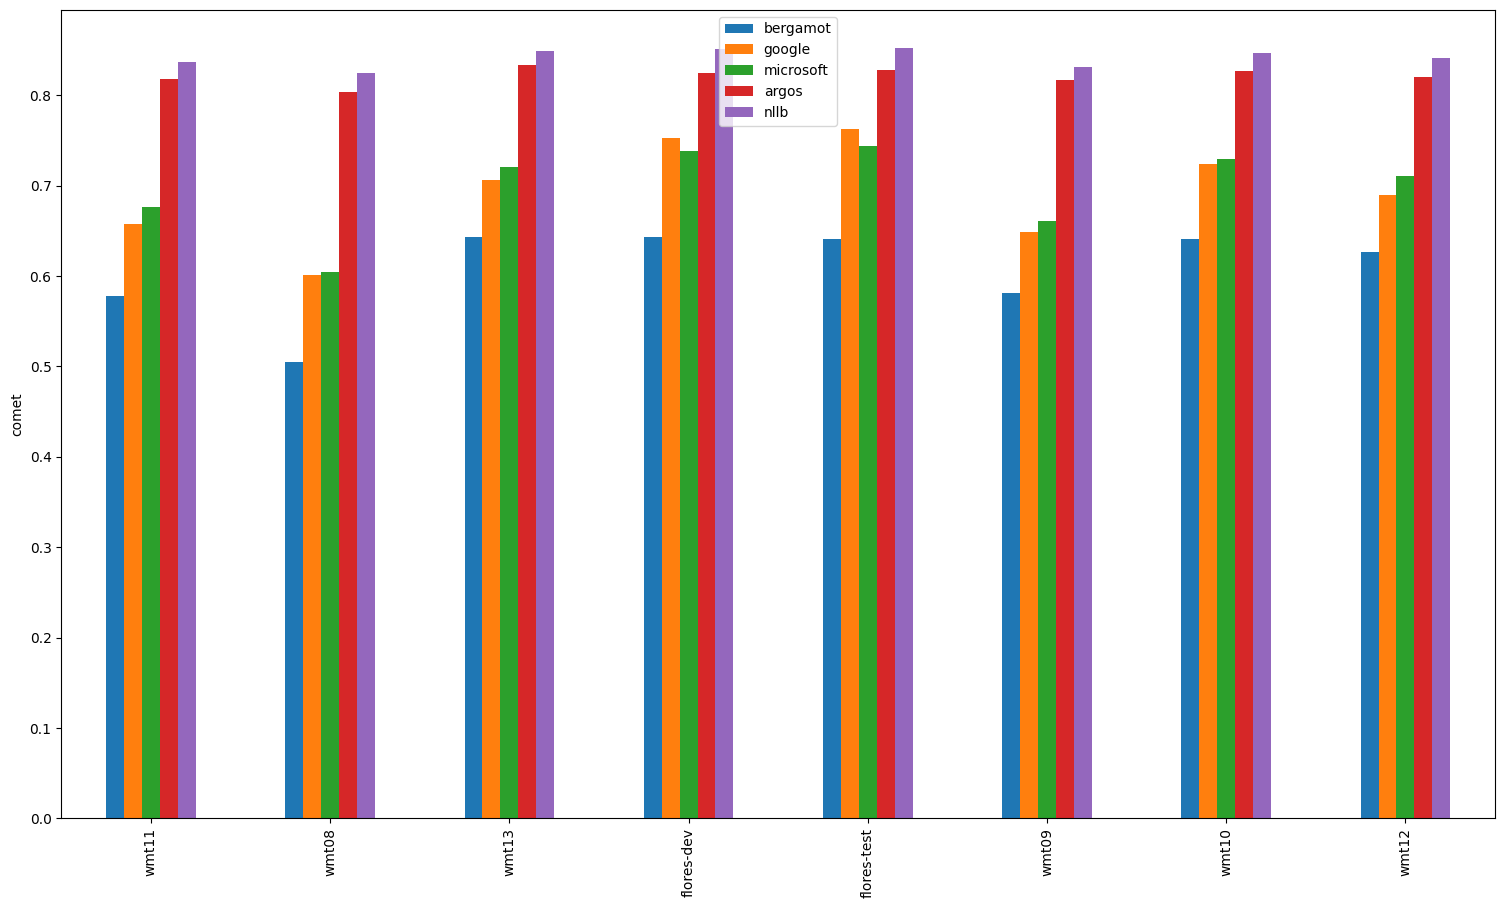 bergamot
google
microsoft
argos
nllb
comet
0.8
0.7
0.6
0.5
0.4
0.3
0.2
0.1
0.0
wmt11
wmt08
wmt13
flores-dev
flores-test
wmt09
wmt10
wmt12